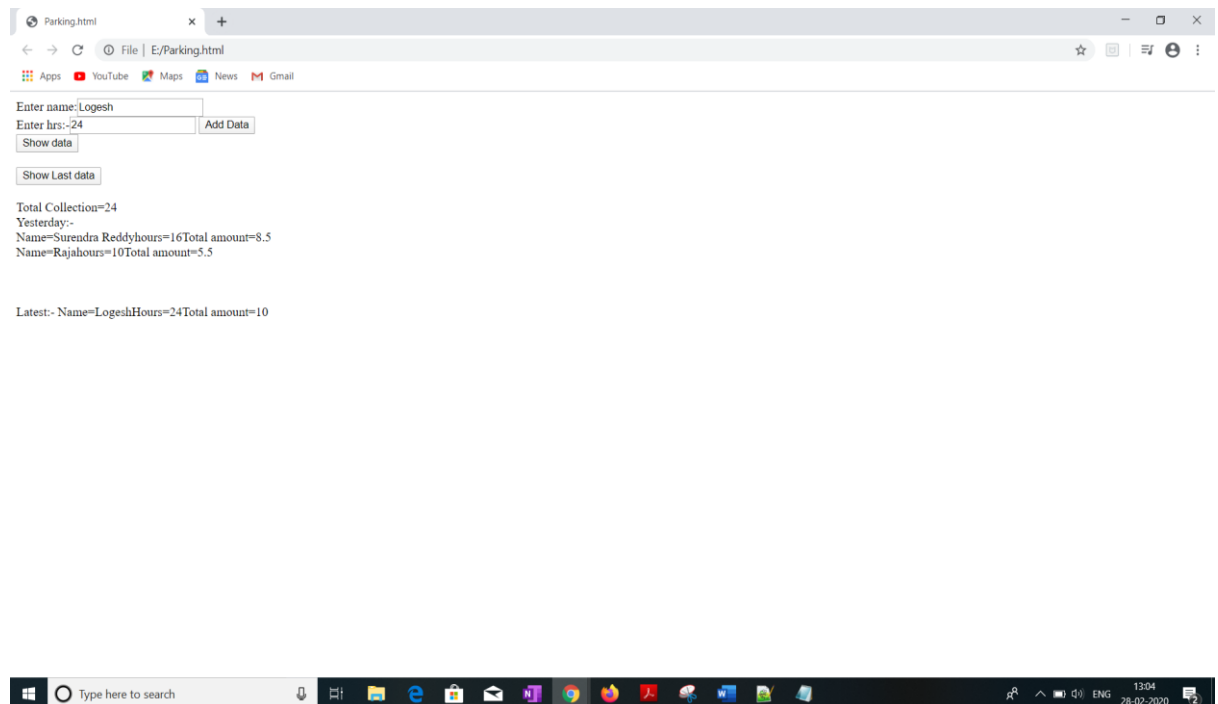 Parking.html
File | E:/Parking.html
Apps YouTube Maps News Gmail
Enter name:Logesh
Enter hrs:-24 Add Data
Show data
Show Last data
Total Collection=24
Yesterday:-
Name=Surendra Reddyhours=16Total amount=8.5
Name=Rajahours=10Total amount=5.5
Latest:- Name=LogeshHours=24Total amount=10
Type here to search
ENG
13:04
28-02-2020